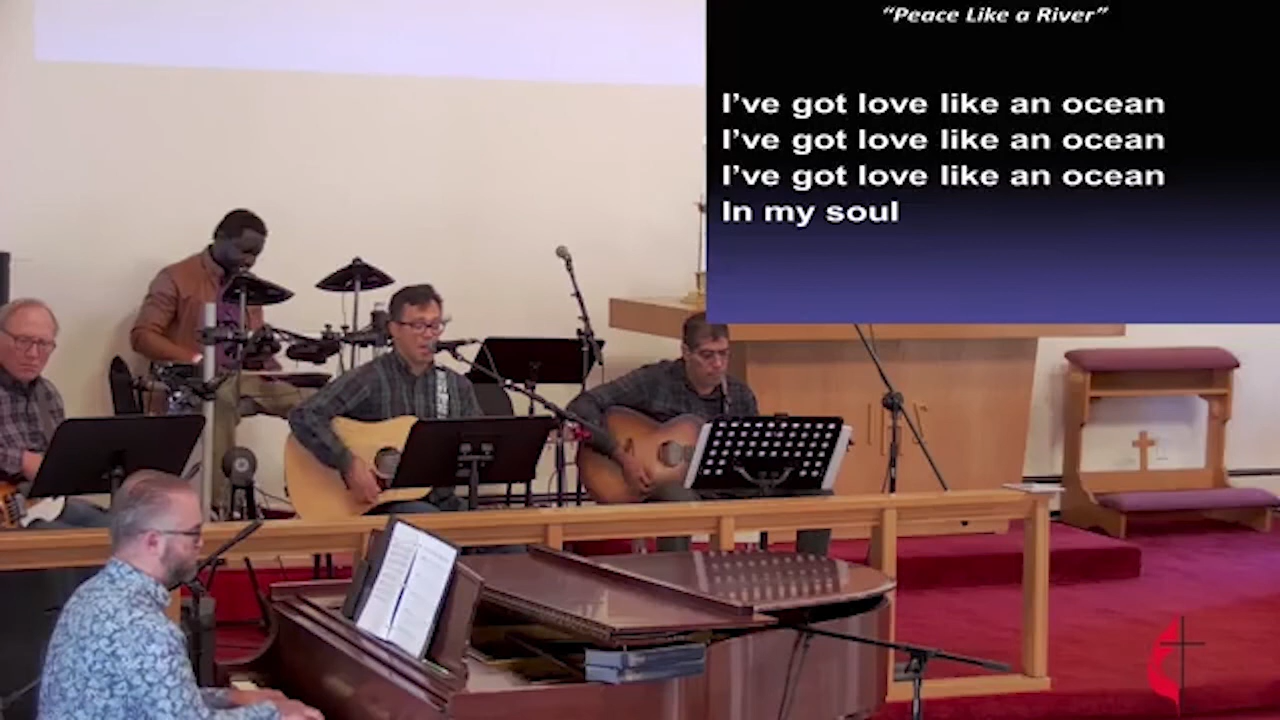 “Peace Like a River”
I’ve got love like an ocean
I’ve got love like an ocean
I’ve got love like an ocean
In my soul